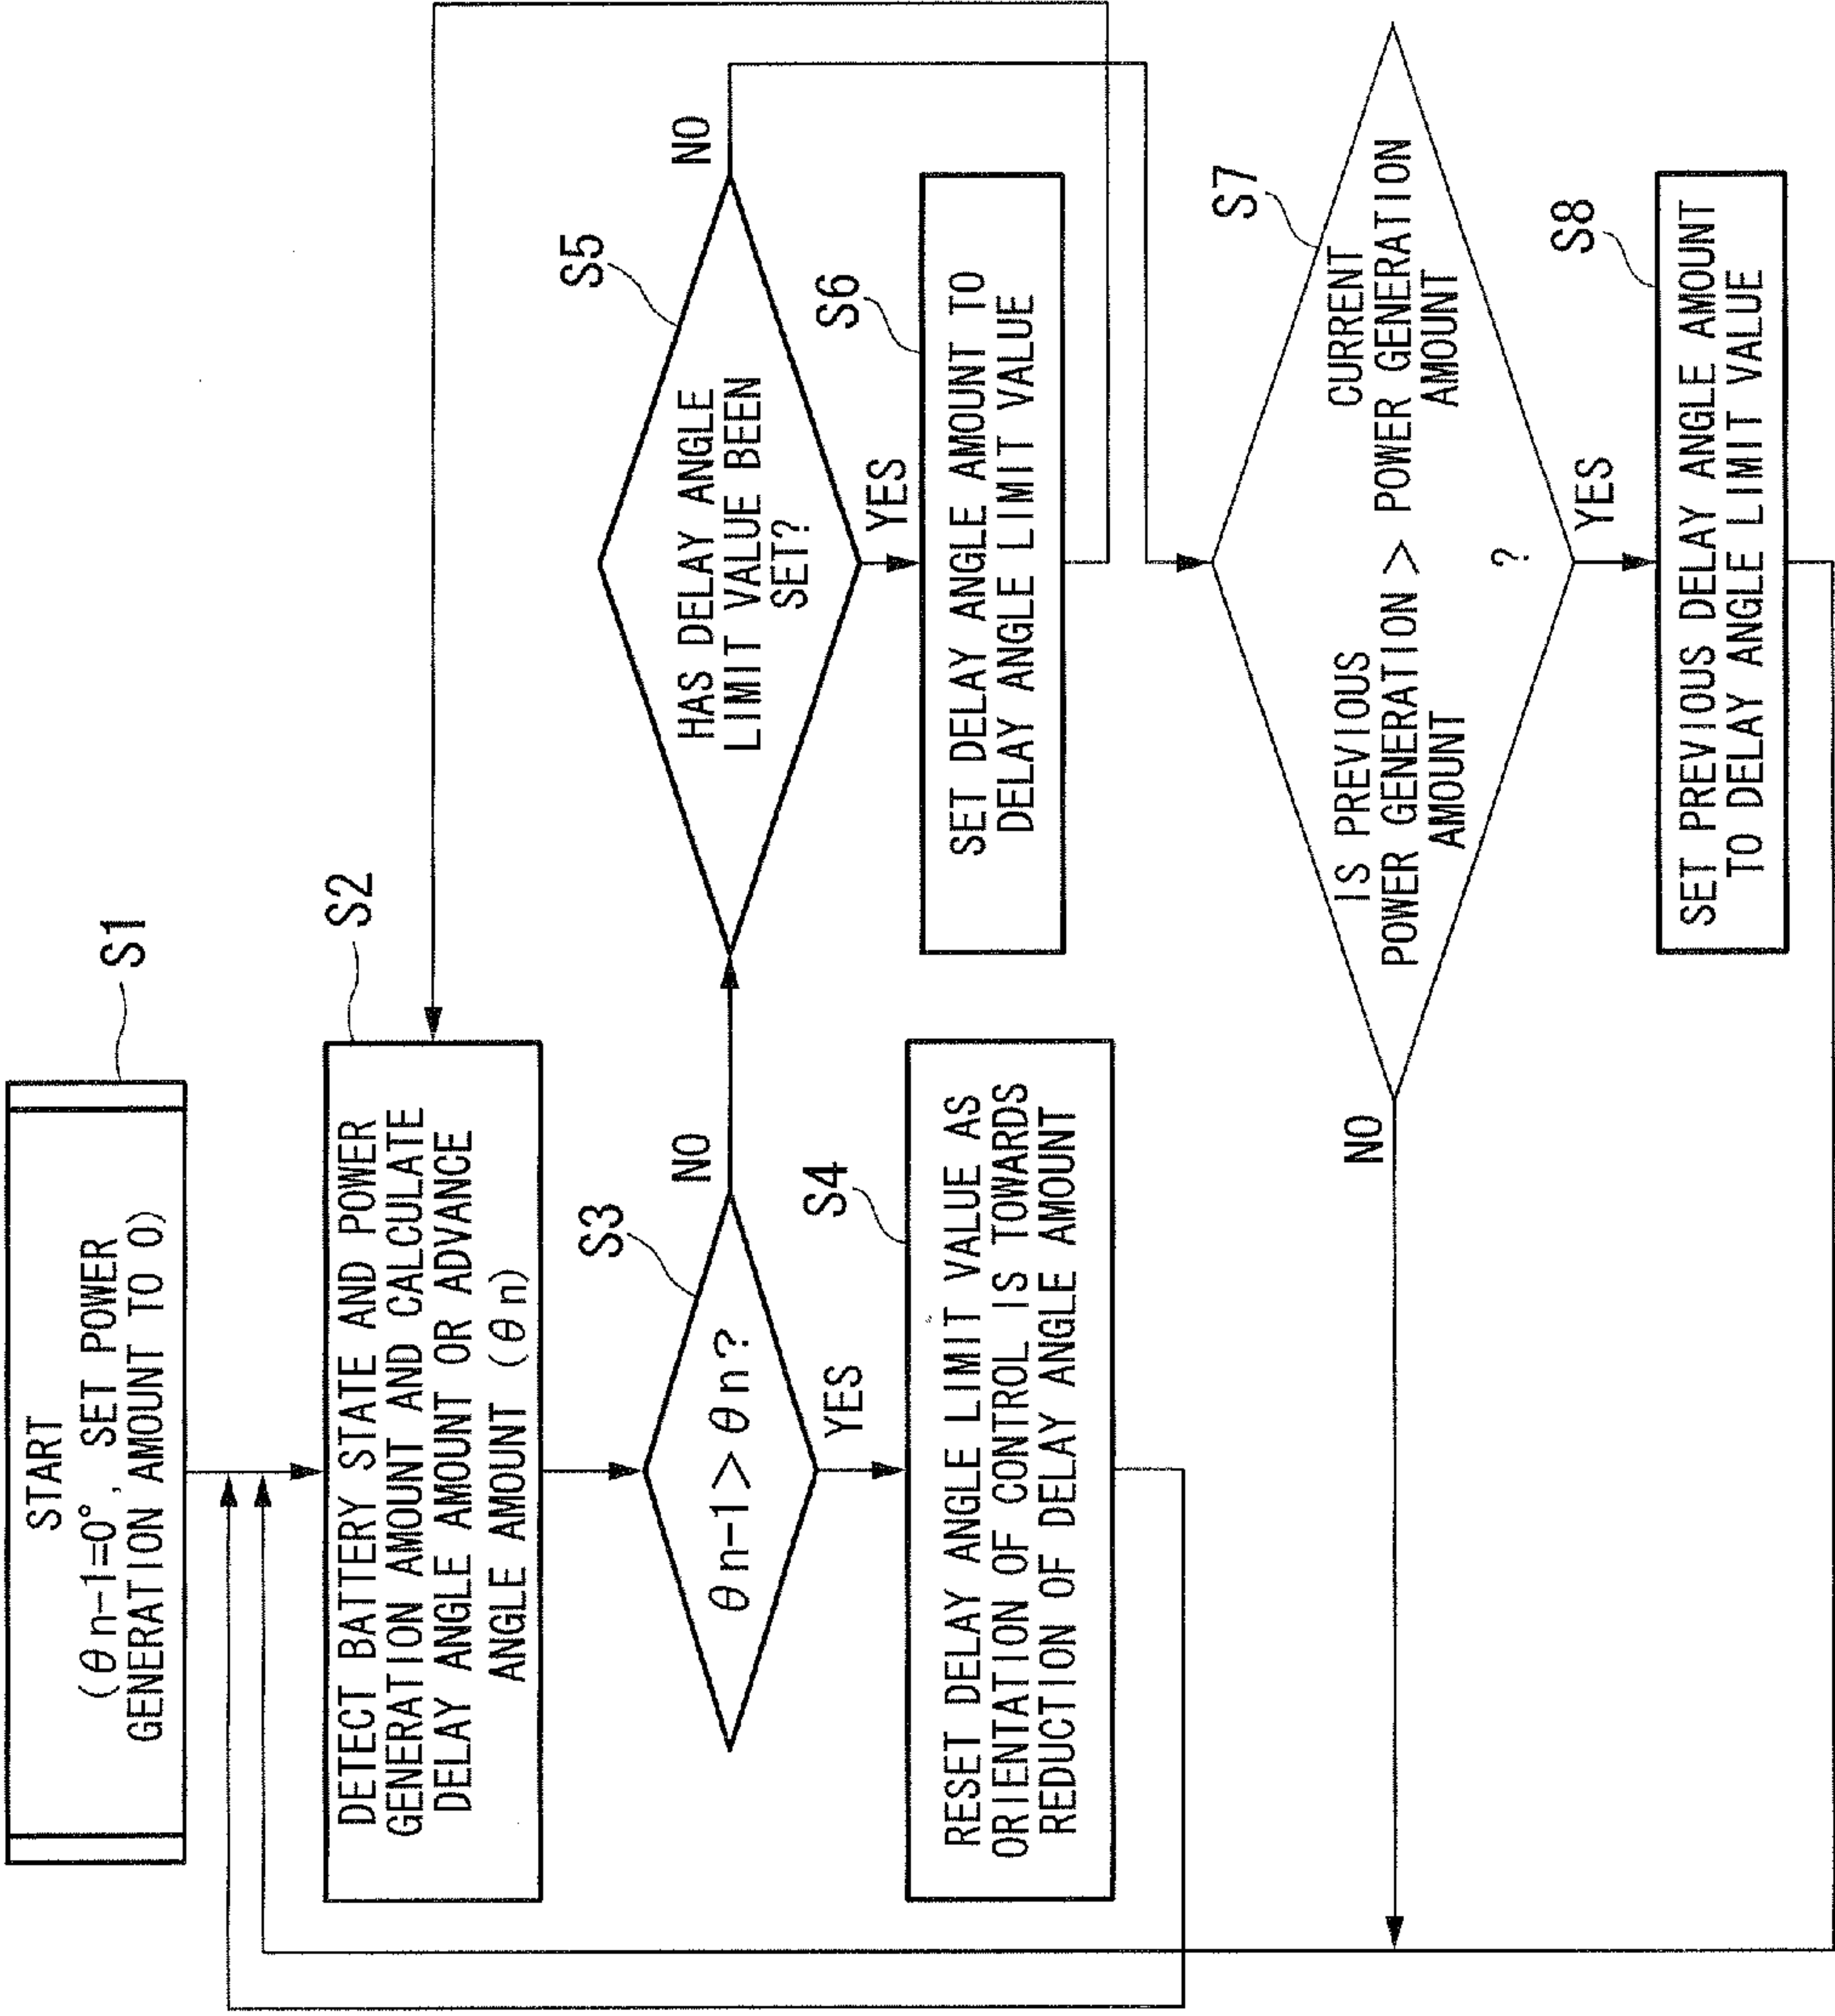 S1
START
(θn-1=0°, SET POWER
GENERATION AMOUNT TO 0)
S2
DETECT BATTERY STATE AND POWER
GENERATION AMOUNT AND CALCULATE
DELAY ANGLE AMOUNT OR ADVANCE
ANGLE AMOUNT (θn)
S3
θn-1>θn?
NO
YES
S4
RESET DELAY ANGLE LIMIT VALUE AS
ORIENTATION OF CONTROL IS TOWARDS
REDUCTION OF DELAY ANGLE AMOUNT
S5
HAS DELAY ANGLE
LIMIT VALUE BEEN
SET?
NO
YES
S6
SET DELAY ANGLE AMOUNT TO
DELAY ANGLE LIMIT VALUE
S7
IS PREVIOUS CURRENT
POWER GENERATION > POWER GENERATION
AMOUNT AMOUNT
?
NO
YES
S8
SET PREVIOUS DELAY ANGLE AMOUNT
TO DELAY ANGLE LIMIT VALUE